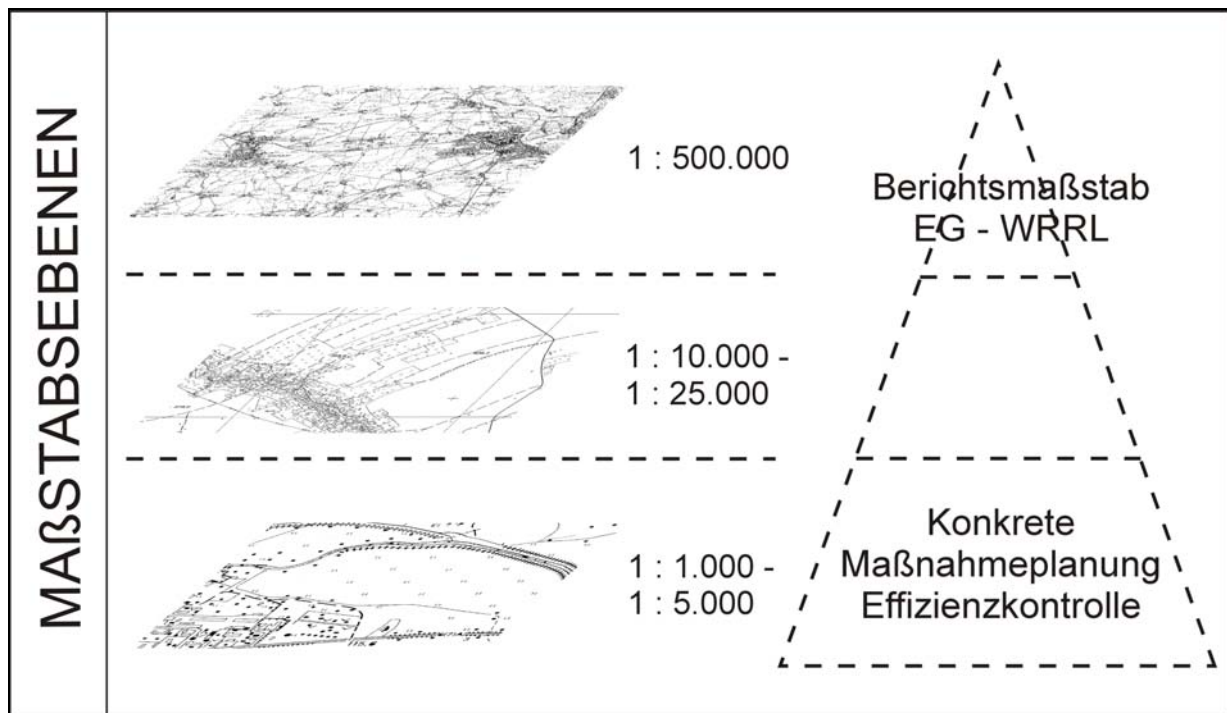 MAßSTABSEBENEN
1 : 500.000
Berichtsmaßstab
EG - WRRL
1 : 10.000 -
1 : 25.000
1 : 1.000 -
1 : 5.000
Konkrete
Maßnahmeplanung
Effizienzkontrolle